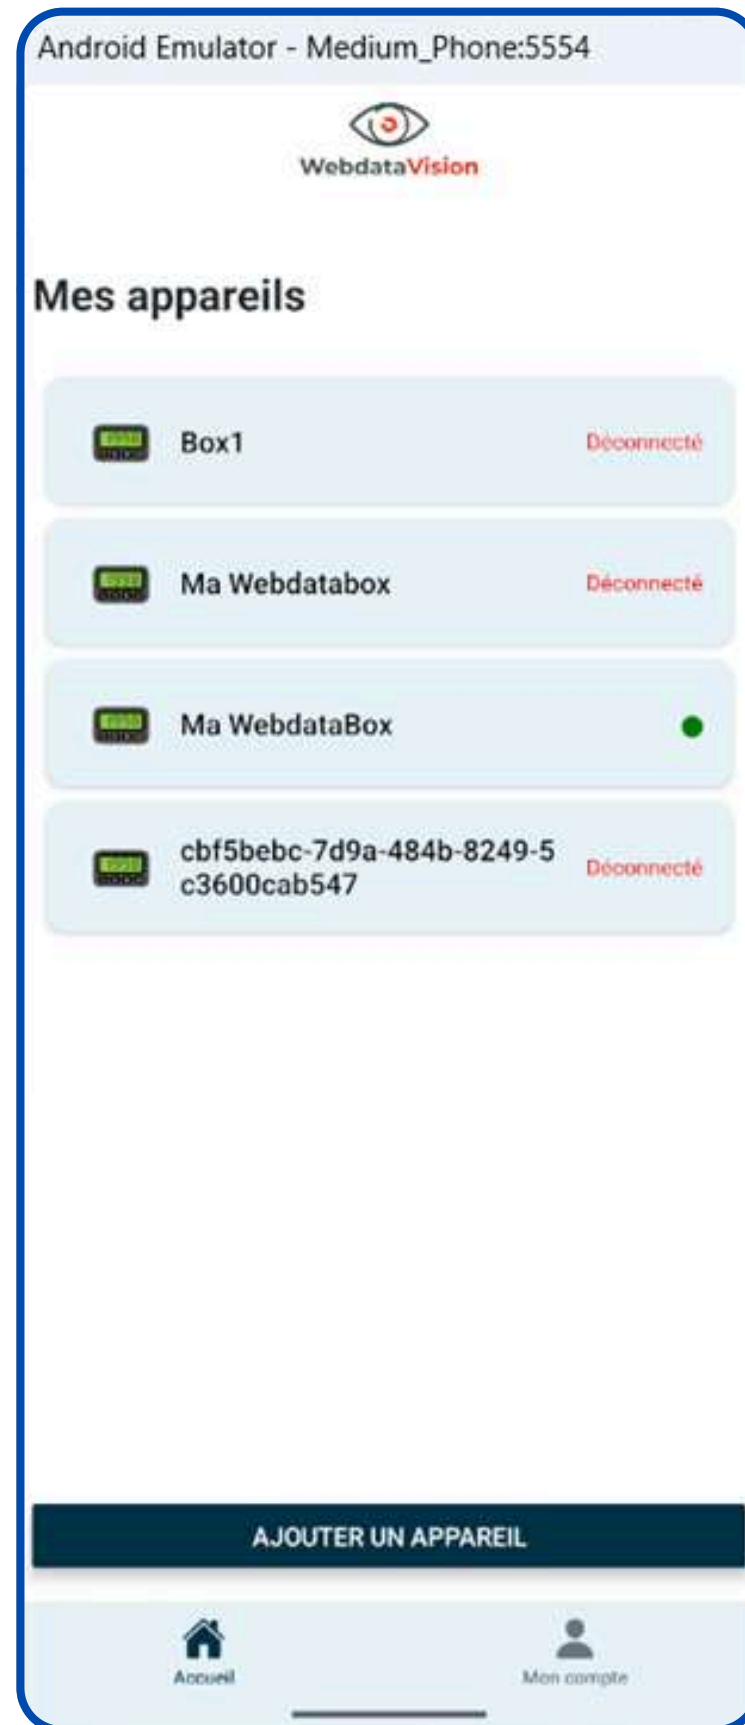 Android Emulator - Medium_Phone:5554
WebdataVision
Mes appareils
Box1
Déconnecté
Ma Webdatabox
Déconnecté
Ma WebdataBox
cbf5bebc-7d9a-484b-8249-5
c3600cab547
Déconnecté
AJOUTER UN APPAREIL
Accueil
Mon compte